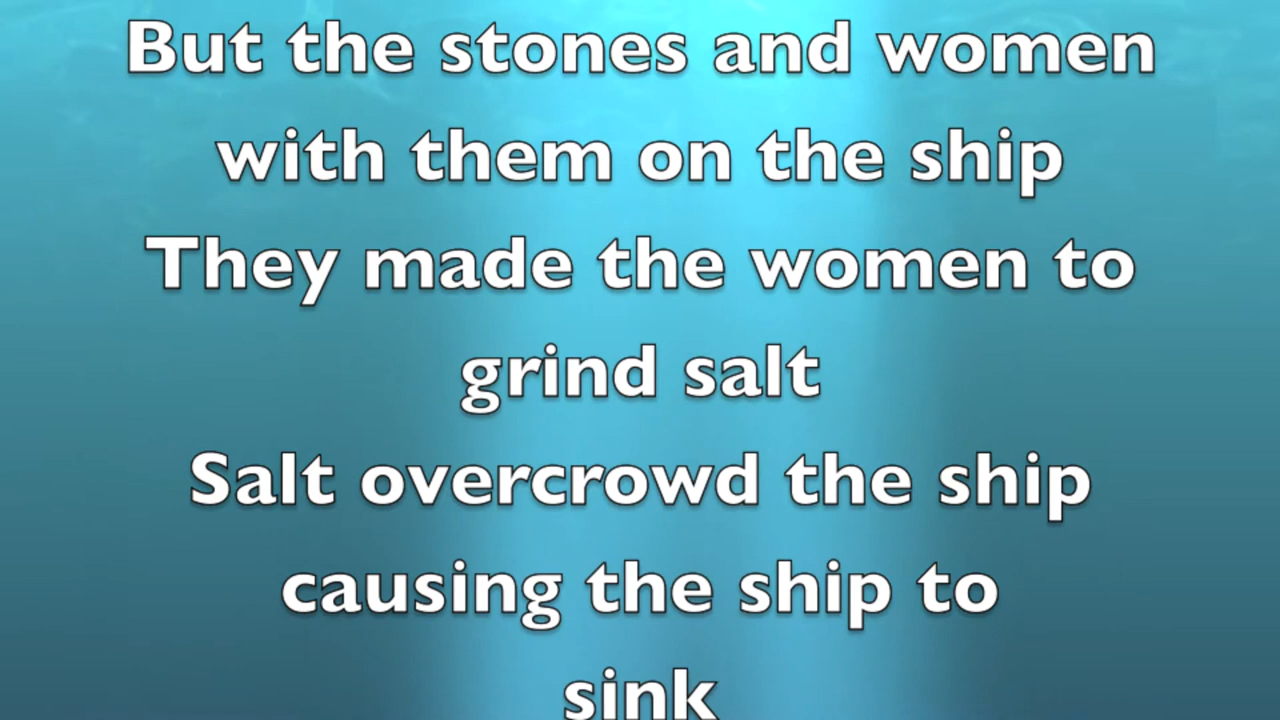 But the stones and women
with them on the ship
They made the women to
grind salt
Salt overcrowd the ship
causing the ship to
sink